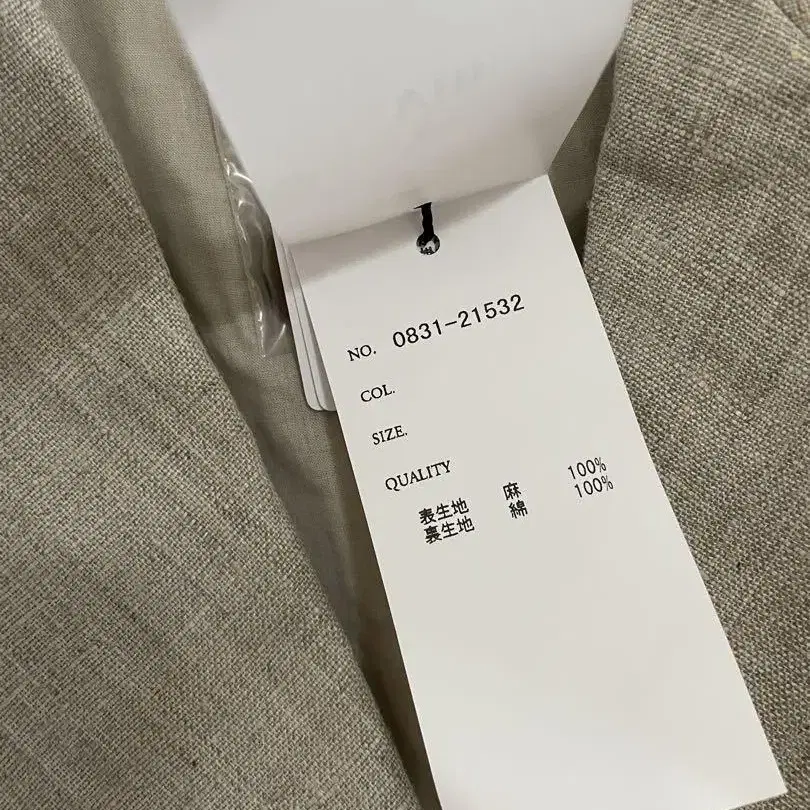 NO. 0831-21532
COL.
SIZE.
QUALITY
表生地 麻 100%
裏生地 綿 100%